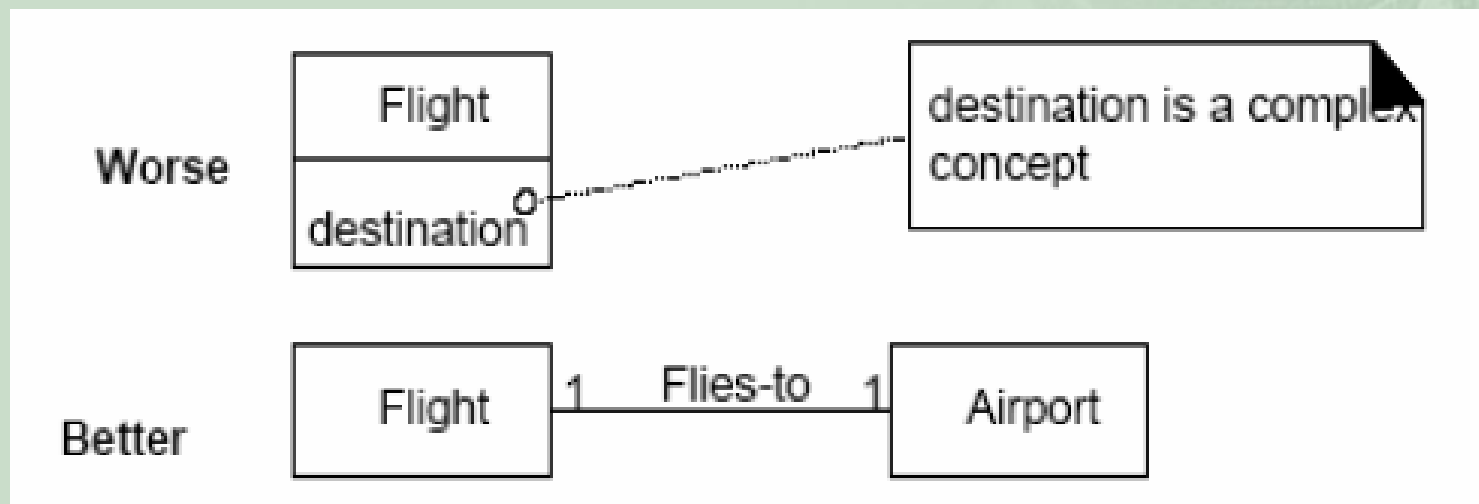 Worse
Flight
destination
destination is a complex
concept
Better
Flight
1 Flies-to 1
Airport